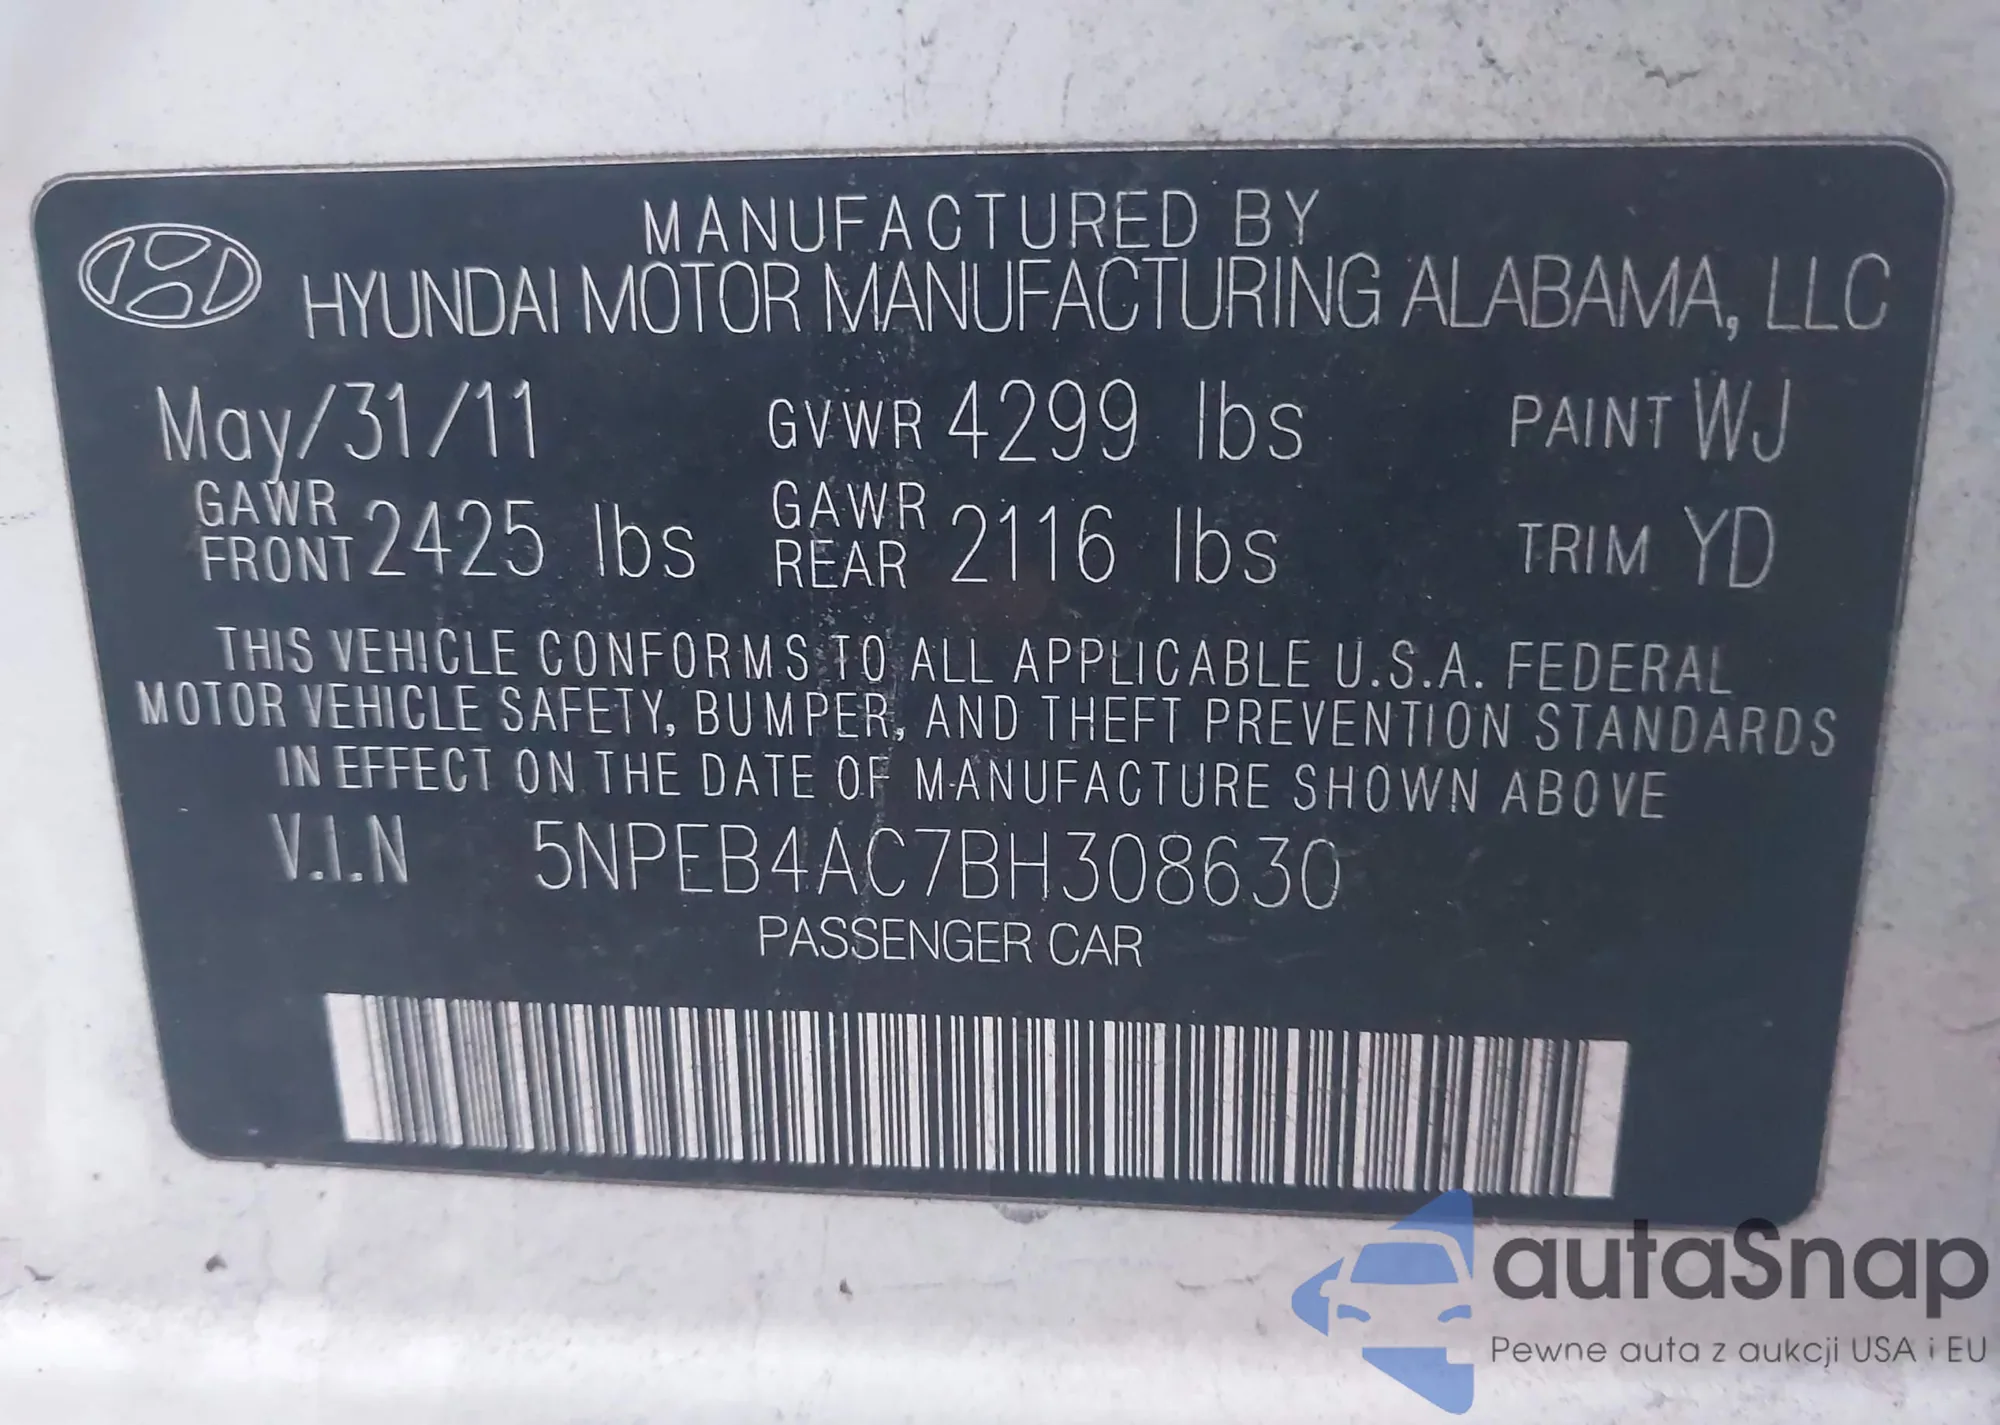 MANUFACTURED BY
HYUNDAI MOTOR MANUFACTURING ALABAMA, LLC
May/31/11 GVWR 4299 lbs PAINT WJ
GAWR FRONT 2425 lbs GAWR REAR 2116 lbs TRIM YD
THIS VEHICLE CONFORMS TO ALL APPLICABLE U.S.A. FEDERAL
MOTOR VEHICLE SAFETY, BUMPER, AND THEFT PREVENTION STANDARDS
IN EFFECT ON THE DATE OF MANUFACTURE SHOWN ABOVE
V.I.N 5NPEB4AC7BH308630
PASSENGER CAR
autaSnap
Pewne auta z aukcji USA i EU